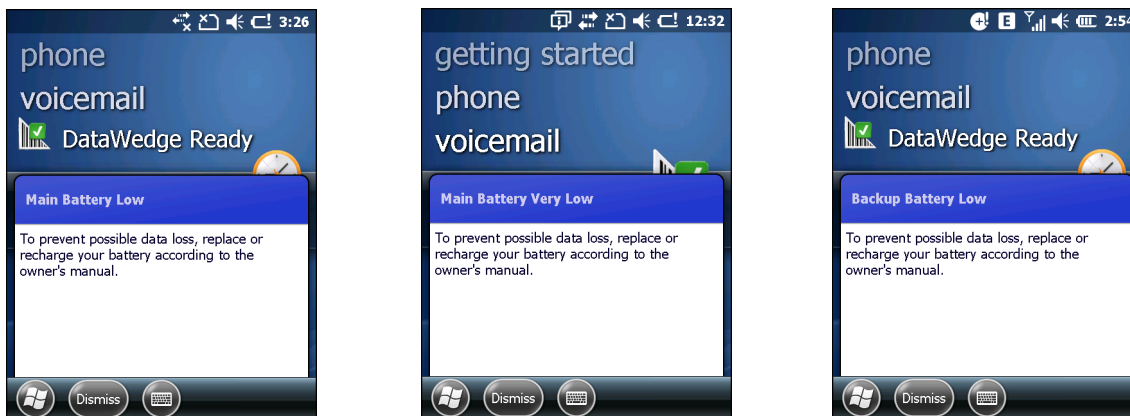 3:26
phone
voicemail
DataWedge Ready
Main Battery Low
To prevent possible data loss, replace or
recharge your battery according to the
owner's manual.
Dismiss
12:32
getting started
phone
voicemail
Main Battery Very Low
To prevent possible data loss, replace or
recharge your battery according to the
owner's manual.
Dismiss
E 2:54
phone
voicemail
DataWedge Ready
Backup Battery Low
To prevent possible data loss, replace or
recharge your battery according to the
owner's manual.
Dismiss